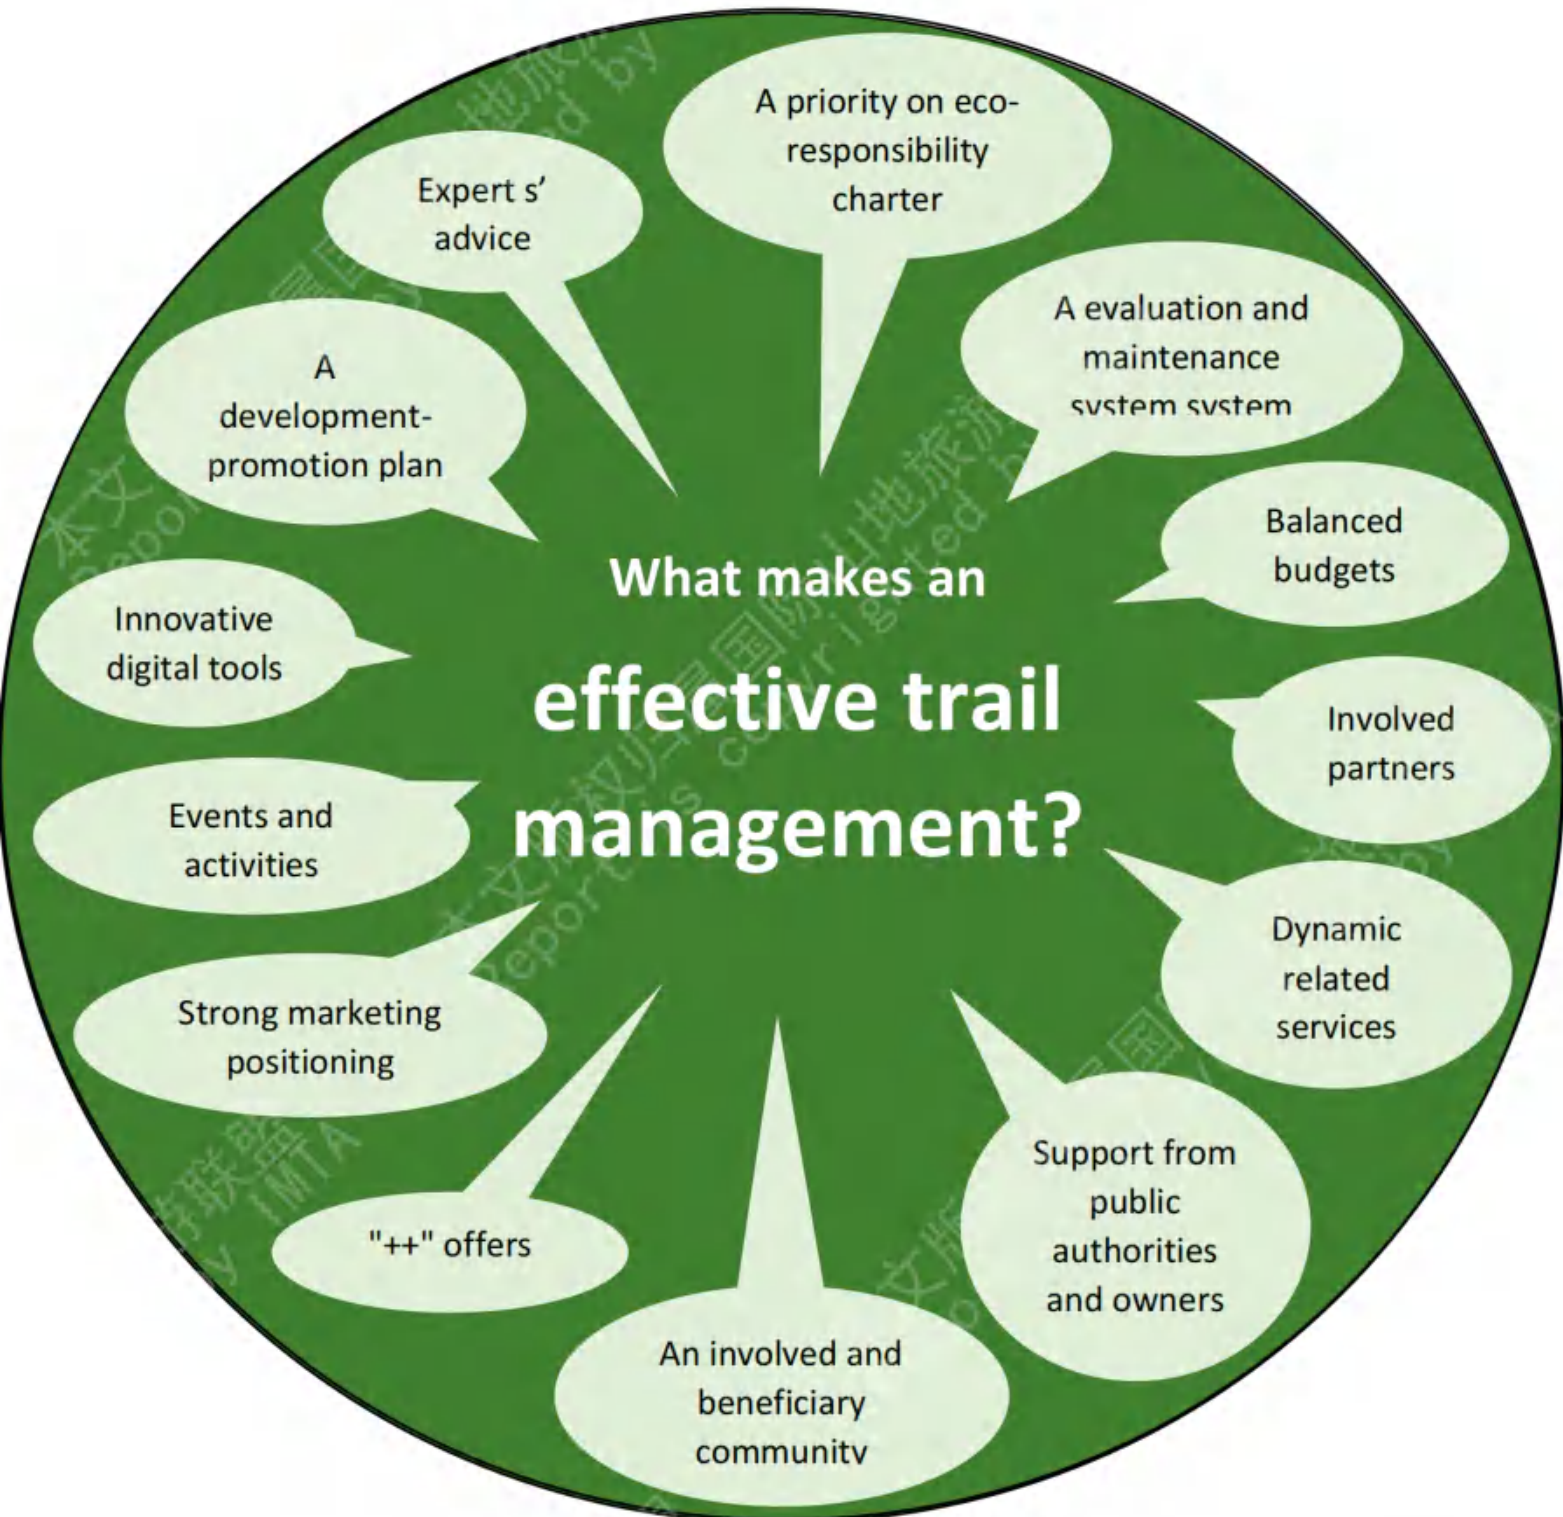 What makes an
effective trail
management?
A priority on eco-
responsibility
charter
A evaluation and
maintenance
system system
Balanced
budgets
Involved
partners
Dynamic
related
services
Support from
public
authorities
and owners
An involved and
beneficiary
community
"++" offers
Strong marketing
positioning
Events and
activities
Innovative
digital tools
A
development-
promotion plan
Expert s’
advice